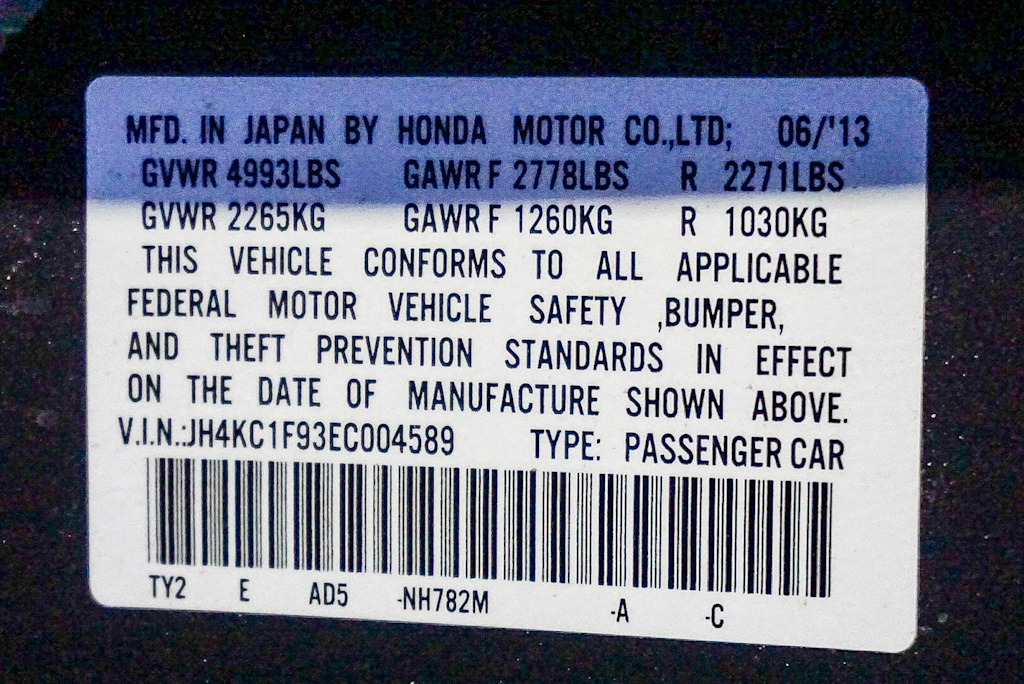 MFD. IN JAPAN BY HONDA MOTOR CO.,LTD; 06/'13
GVWR 4993LBS GAWR F 2778LBS R 2271LBS
GVWR 2265KG GAWR F 1260KG R 1030KG
THIS VEHICLE CONFORMS TO ALL APPLICABLE
FEDERAL MOTOR VEHICLE SAFETY ,BUMPER,
AND THEFT PREVENTION STANDARDS IN EFFECT
ON THE DATE OF MANUFACTURE SHOWN ABOVE.
V.I.N.:JH4KC1F93EC004589 TYPE: PASSENGER CAR
TY2 E AD5 -NH782M -A -C